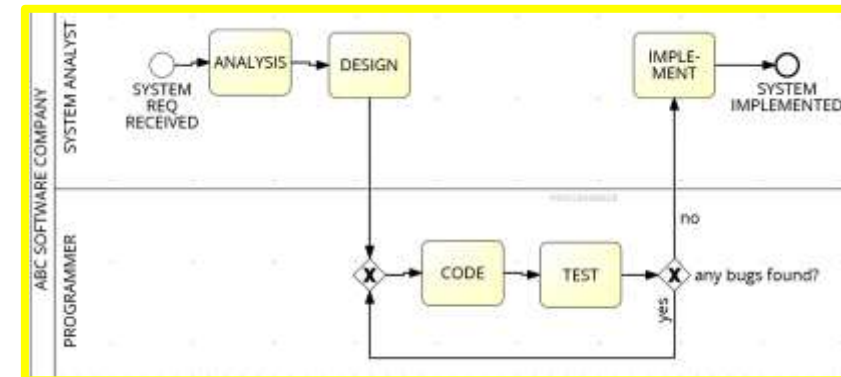 ABC SOFTWARE COMPANY
SYSTEM ANALYST
SYSTEM
REQ
RECEIVED
ANALYSIS
DESIGN
IMPLE-
MENT
SYSTEM
IMPLEMENTED
PROGRAMMER
X
CODE
TEST
X
any bugs found?
no
yes